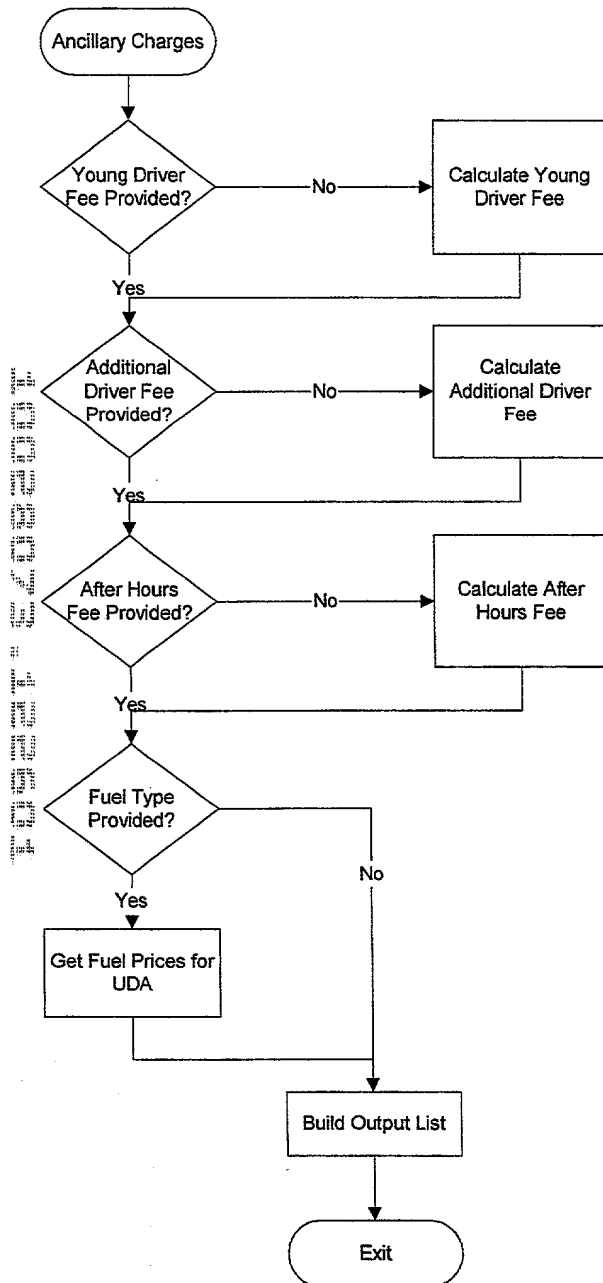 Ancillary Charges
Young Driver
Fee Provided?
No
Calculate Young
Driver Fee
Yes
Additional
Driver Fee
Provided?
No
Calculate
Additional Driver
Fee
Yes
After Hours
Fee Provided?
No
Calculate After
Hours Fee
Yes
Fuel Type
Provided?
No
Yes
Get Fuel Prices for
UDA
Build Output List
Exit